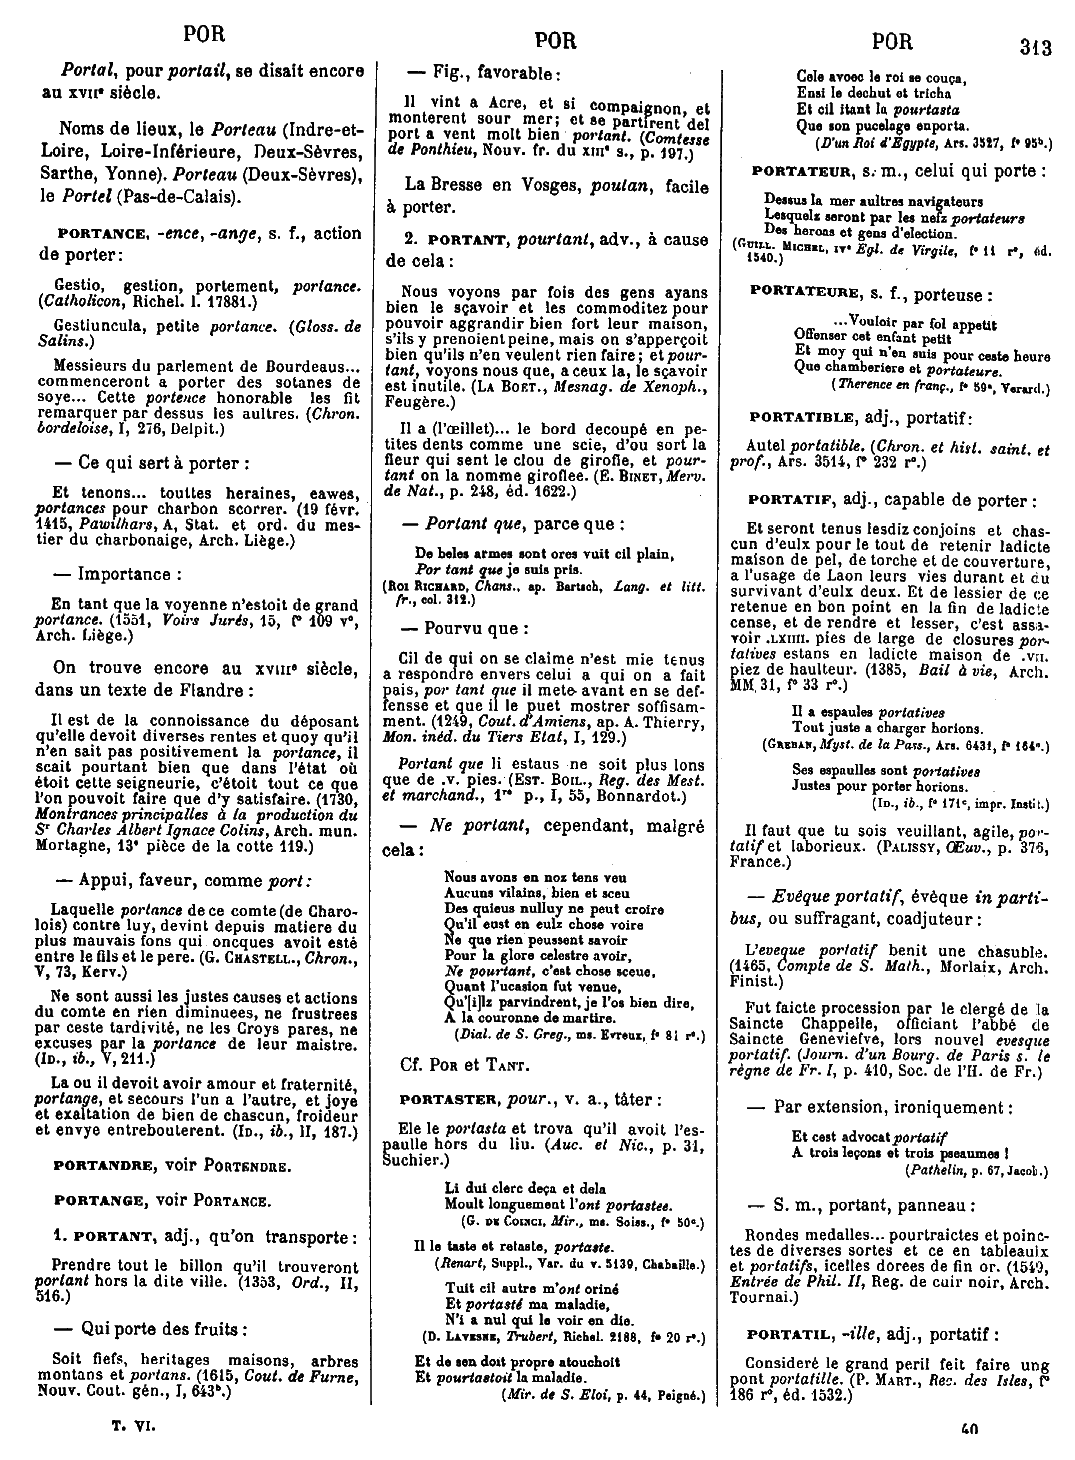 POR
POR
POR
313
Portal, pour portail, se disait encore
au XVIIe siècle.
Noms de lieux, le Porteau (Indre-et-
Loire, Loire-Inférieure, Deux-Sèvres,
Sarthe, Yonne). Porteau (Deux-Sèvres),
le Portel (Pas-de-Calais).
PORTANCE, -ence, -ange, s. f., action
de porter :
Gestio, gestion, portement, portance.
(Catholicon, Richel. l. 17881.)
Gestiuncula, petite portance. (Gloss. de
Salins.)
Messieurs du parlement de Bourdeaus...
commenceront a porter des sotanes de
soye... Cette portence honorable les fit
remarquer par dessus les aultres. (Chron.
bordeloise, I, 276, Delpit.)
— Ce qui sert à porter :
Et tenons... touttes heraines, eawes,
portances pour charbon scorrer. (19 févr.
1415, Pawilhars, A, Stat. et ord. du mes-
tier du charbonaige, Arch. Liège.)
— Importance :
En tant que la voyenne n'estoit de grand
portance. (1551, Voirs Jurés, 15, f° 109 v°,
Arch. Liège.)
On trouve encore au XVIIIe siècle,
dans un texte de Flandre :
Il est de la connoissance du déposant
qu'elle devoit diverses rentes et quoy qu'il
n'en sait pas positivement la portance, il
scait pourtant bien que dans l'état où
étoit cette seigneurie, c'étoit tout ce que
l'on pouvoit faire que d'y satisfaire. (1730,
Montrances principalles à la production du
Sr Charles Albert Ignace Colins, Arch. mun.
Mortagne, 13e pièce de la cotte 119.)
— Appui, faveur, comme port :
Laquelle portance de ce comte (de Charo-
lois) contre luy, devint depuis matiere du
plus mauvais fons qui oncques avoit esté
entre le fils et le pere. (G. CHASTELL., Chron.,
V, 73, Kerv.)
Ne sont aussi les justes causes et actions
du comte en rien diminuees, ne frustrees
par ceste tardivité, ne les Croys pares, ne
excuses par la portance de leur maistre.
(ID., ib., V, 211.)
La ou il devoit avoir amour et fraternité,
portange, et secours l'un a l'autre, et joye
et exaltation de bien de chascun, froideur
et envye entrebouterent. (ID., ib., II, 187.)
PORTANDRE, voir PORTENDRE.
PORTANGE, voir PORTANCE.
1. PORTANT, adj., qu'on transporte :
Prendre tout le billon qu'il trouveront
portant hors la dite ville. (1353, Ord., II,
516.)
— Qui porte des fruits :
Soit fiefs, heritages maisons, arbres
montans et portans. (1615, Cout. de Furne,
Nouv. Cout. gén., I, 643b.)
T. VI.
— Fig., favorable :
Il vint a Acre, et si compaignon, et
monterent sour mer; et se partirent del
port a vent molt bien portant. (Comtesse
de Ponthieu, Nouv. fr. du XIIIe s., p. 197.)
La Bresse en Vosges, poulan, facile
à porter.
2. PORTANT, pourtant, adv., à cause
de cela :
Nous voyons par fois des gens ayans
bien le sçavoir et les commoditez pour
pouvoir aggrandir bien fort leur maison,
s'ils y prenoient peine, mais on s'apperçoit
bien qu'ils n'en veulent rien faire; et pour-
tant, voyons nous que, a ceux la, le sçavoir
est inutile. (LA BOET., Mesnag. de Xenoph.,
Feugère.)
Il a (l'œillet)... le bord decoupé en pe-
tites dents comme une scie, d'ou sort la
fleur qui sent le clou de girofle, et pour-
tant on la nomme giroflee. (E. BINET, Merv.
de Nat., p. 248, éd. 1622.)
— Portant que, parce que :
De beles armes sont ores vuit cil plain,
Por tant que je suis pris.
(ROI RICHARD, Chans., ap. Bartsch, Lang. et litt.
fr., col. 312.)
— Pourvu que :
Cil de qui on se claime n'est mie tenus
a respondre envers celui a qui on a fait
pais, por tant que il mete avant en se def-
fensse et que il le puet mostrer soffisam-
ment. (1249, Cout. d'Amiens, ap. A. Thierry,
Mon. inéd. du Tiers Etat, I, 129.)
Portant que li estaus ne soit plus lons
que de .v. pies. (EST. BOIL., Reg. des Mest.
et marchand., 1re p., I, 55, Bonnardot.)
— Ne portant, cependant, malgré
cela :
Nous avons en noz tens veu
Aucuns vilains, bien et sceu
Des quieus nulluy ne peut croire
Qu'il eust en eulz chose voire
Ne que rien peussent savoir
Pour la glore celestre avoir,
Ne pourtant, c'est chose sceue,
Quant l'ucasion fut venue,
Qu'[i]lz parvindrent, je l'os bien dire,
A la couronne de martire.
(Dial. de S. Greg., ms. Evreux, f° 81 r°.)
Cf. POR et TANT.
PORTASTER, pour., v. a., tâter :
Ele le portasta et trova qu'il avoit l'es-
paulle hors du liu. (Auc. et Nic., p. 31,
Suchier.)
Li dui clerc deça et dela
Moult longuement l'ont portastee.
(G. DE COINCI, Mir., ms. Soiss., f° 50c.)
Il le taste et retaste, portaste.
(Renart, Suppl., Var. du v. 5139, Chabaille.)
Tuit cil autre m'ont oriné
Et portasté ma maladie,
N'i a nul qui le voir en die.
(D. LAVESNE, Trubert, Richel. 2188, f° 20 r°.)
Et de sen doit propre atouchoit
Et pourtastoit la maladie.
(Mir. de S. Eloi, p. 44, Peigné.)
Cele avoec le roi se couça,
Ensi le dechut et tricha
Et cil itant la pourtasta
Que son pucelage enporta.
(D'un Roi d'Egypte, Ars. 3527, f° 95b.)
PORTATEUR, s. m., celui qui porte :
Dessus la mer aultres navigateurs
Lesquelz seront par les nefz portateurs
Des herons et gens d'election.
(GUILL. MICHEL, IVe Egl. de Virgile, f° 11 r°, éd.
1540.)
PORTATEURE, s. f., porteuse :
...Vouloir par fol appetit
Offenser cet enfant petit
Et moy qui n'en suis pour ceste heure
Que chamberiere et portateure.
(Therence en franç., f° 59a, Verard.)
PORTATIBLE, adj., portatif :
Autel portatible. (Chron. et hist. saint. et
prof., Ars. 3514, f° 232 r°.)
PORTATIF, adj., capable de porter :
Et seront tenus lesdiz conjoins et chas-
cun d'eulx pour le tout de retenir ladicte
maison de pel, de torche et de couverture,
a l'usage de Laon leurs vies durant et du
survivant d'eulx deux. Et de lessier de ce
retenue en bon point en la fin de ladicte
cense, et de rendre et lesser, c'est assa-
voir .LXIIII. pies de large de closures por-
tatives estans en ladicte maison de .VII.
piez de haulteur. (1385, Bail à vie, Arch.
MM 31, f° 33 r°.)
Il a espaules portatives
Tout juste a charger horions.
(GREBAN, Myst. de la Pass., Ars. 6431, f° 184a.)
Ses espaulles sont portatives
Justes pour porter horions.
(ID., ib., f° 171c, impr. Instit.)
Il faut que tu sois veuillant, agile, por-
tatif et laborieux. (PALISSY, Œuv., p. 376,
France.)
— Evêque portatif, évêque in parti-
bus, ou suffragant, coadjuteur :
L'eveque portatif benit une chasuble.
(1465, Compte de S. Math., Morlaix, Arch.
Finist.)
Fut faicte procession par le clergé de la
Saincte Chappelle, officiant l'abbé de
Saincte Geneviefve, lors nouvel evesque
portatif. (Journ. d'un Bourg. de Paris s. le
règne de Fr. I, p. 410, Soc. de l'H. de Fr.)
— Par extension, ironiquement :
Et cest advocat portatif
A trois leçons et trois pseaumes !
(Pathelin, p. 67, Jacob.)
— S. m., portant, panneau :
Rondes medalles... pourtraictes et poinc-
tes de diverses sortes et ce en tableaulx
et portatifs, icelles dorees de fin or. (1549,
Entrée de Phil. II, Reg. de cuir noir, Arch.
Tournai.)
PORTATIL, -ille, adj., portatif :
Consideré le grand peril feit faire ung
pont portatille. (P. MART., Rec. des Isles, f°
186 r°, éd. 1532.)
40